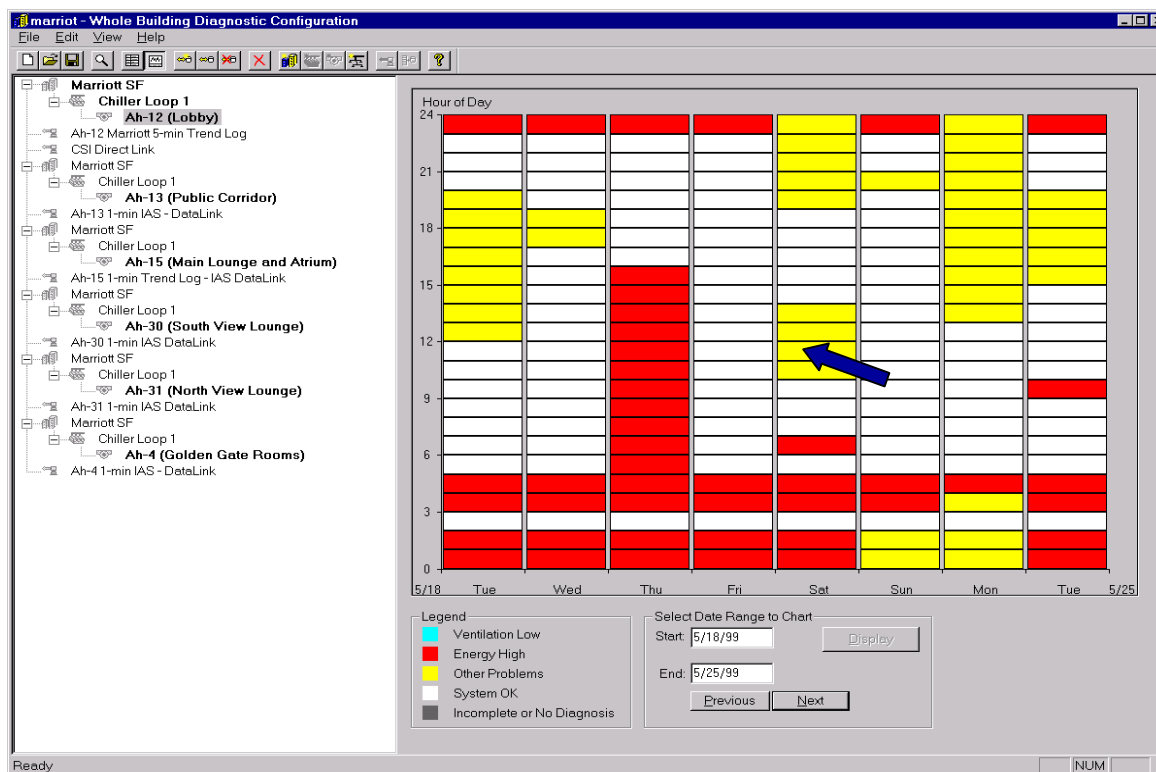 marriot - Whole Building Diagnostic Configuration
File Edit View Help
Marriott SF
Chiller Loop 1
Ah-12 (Lobby)
Ah-12 Marriott 5-min Trend Log
CSI Direct Link
Marriott SF
Chiller Loop 1
Ah-13 (Public Corridor)
Ah-13 1-min IAS - DataLink
Marriott SF
Chiller Loop 1
Ah-15 (Main Lounge and Atrium)
Ah-15 1-min Trend Log - IAS DataLink
Marriott SF
Chiller Loop 1
Ah-30 (South View Lounge)
Ah-30 1-min IAS DataLink
Marriott SF
Chiller Loop 1
Ah-31 (North View Lounge)
Ah-31 1-min IAS DataLink
Marriott SF
Chiller Loop 1
Ah-4 (Golden Gate Rooms)
Ah-4 1-min IAS - DataLink
Hour of Day
24
21
18
15
12
9
6
3
0
5/18 Tue Wed Thu Fri Sat Sun Mon Tue 5/25
Legend
Ventilation Low
Energy High
Other Problems
System OK
Incomplete or No Diagnosis
Select Date Range to Chart
Start: 5/18/99
Display
End: 5/25/99
Previous Next
Ready NUM